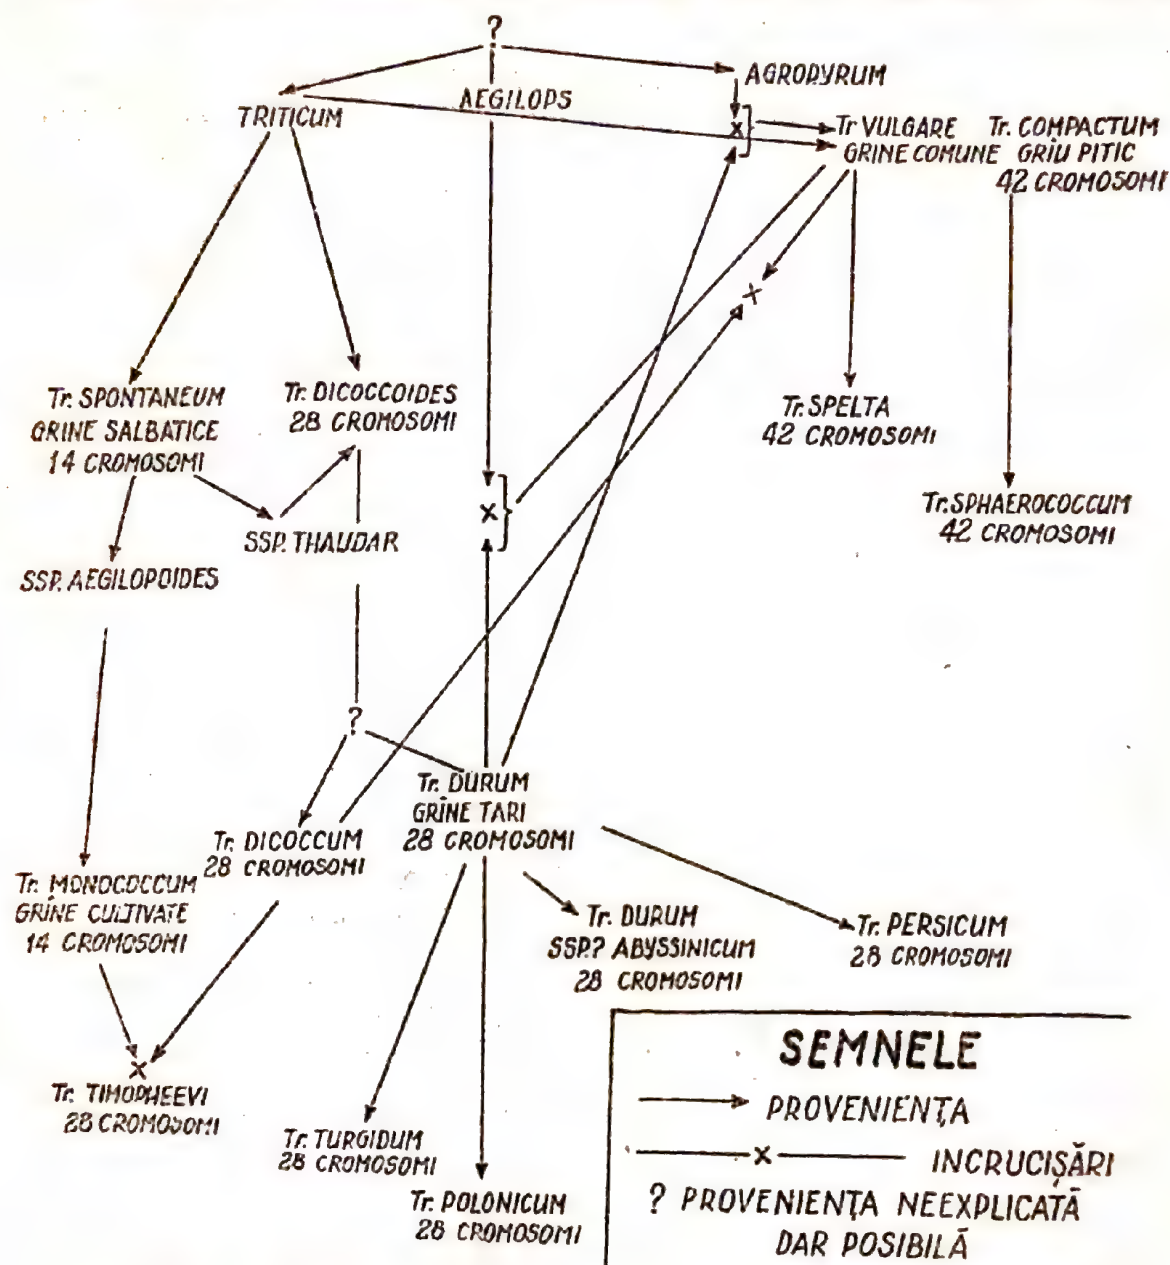 ?
AGROPYRUM
AEGILOPS
TRITICUM
x
Tr VULGARE
GRINE COMUNE
Tr. COMPACTUM
GRIU PITIC
42 CROMOSOMI
x
Tr. SPONTANEUM
GRINE SALBATICE
14 CROMOSOMI
Tr. DICOCCOIDES
28 CROMOSOMI
Tr. SPELTA
42 CROMOSOMI
x
Tr. SPHAEROCOCCUM
42 CROMOSOMI
SSP. THAUDAR
SSP. AEGILOPOIDES
?
Tr. DURUM
GRÎNE TARI
28 CROMOSOMI
Tr. DICOCCUM
28 CROMOSOMI
Tr. MONOCOCCUM
GRÎNE CULTIVATE
14 CROMOSOMI
Tr. DURUM
SSP.? ABYSSINICUM
28 CROMOSOMI
Tr. PERSICUM
28 CROMOSOMI
x
Tr. TIMOPHEEVI
28 CROMOSOMI
Tr. TURGIDUM
28 CROMOSOMI
Tr. POLONICUM
28 CROMOSOMI
SEMNELE
PROVENIENȚA
x INCRUCIȘĂRI
? PROVENIENȚA NEEXPLICATĂ
DAR POSIBILĂ